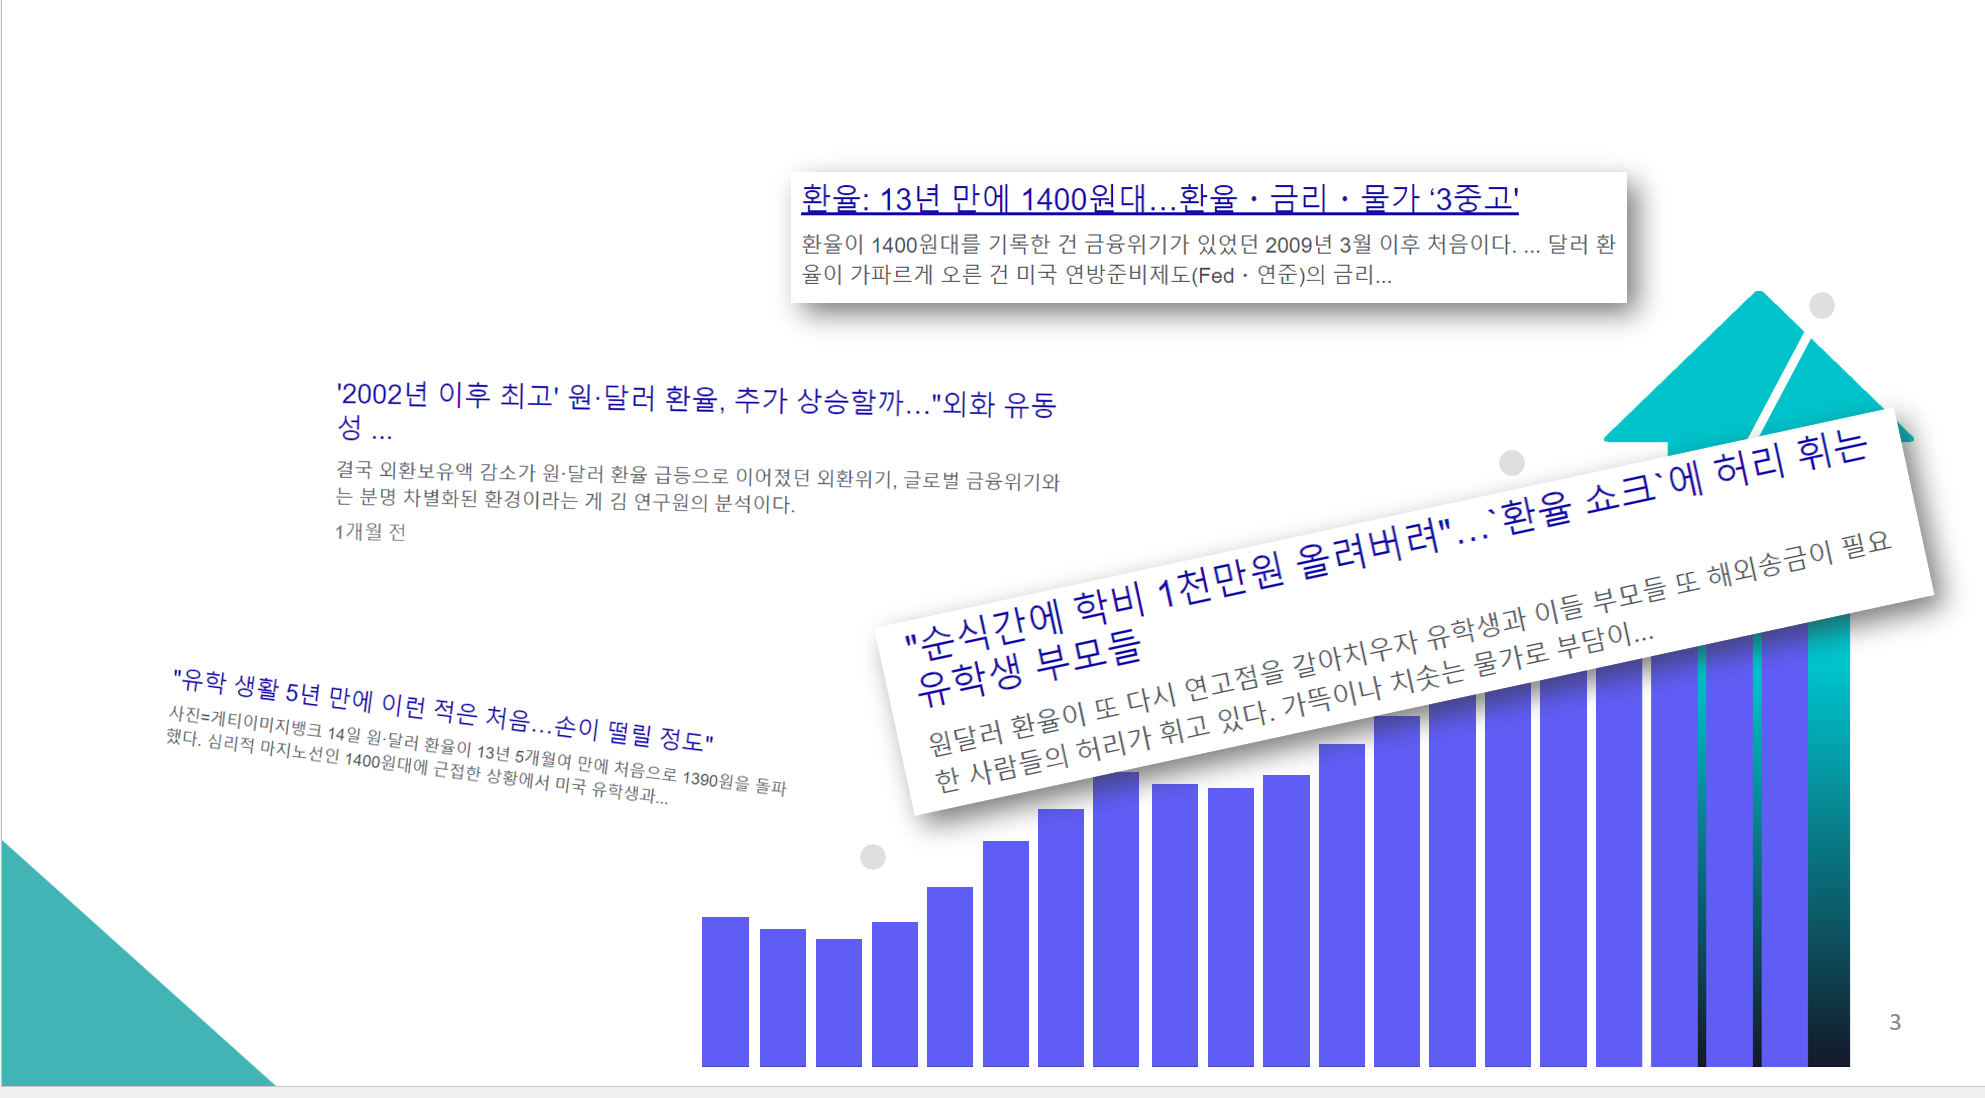 환율: 13년 만에 1400원대...환율・금리・물가 ‘3중고'
환율이 1400원대를 기록한 건 금융위기가 있었던 2009년 3월 이후 처음이다. ... 달러 환
율이 가파르게 오른 건 미국 연방준비제도(Fed・연준)의 금리...
'2002년 이후 최고' 원·달러 환율, 추가 상승할까..."외화 유동
성 ...
결국 외환보유액 감소가 원·달러 환율 급등으로 이어졌던 외환위기, 글로벌 금융위기와
는 분명 차별화된 환경이라는 게 김 연구원의 분석이다.
1개월 전
"순식간에 학비 1천만원 올려버려"...`환율 쇼크`에 허리 휘는
유학생 부모들
원달러 환율이 또 다시 연고점을 갈아치우자 유학생과 이들 부모들 또 해외송금이 필요
한 사람들의 허리가 휘고 있다. 가뜩이나 치솟는 물가로 부담이...
"유학 생활 5년 만에 이런 적은 처음...손이 떨릴 정도"
사진=게티이미지뱅크 14일 원·달러 환율이 13년 5개월여 만에 처음으로 1390원을 돌파
했다. 심리적 마지노선인 1400원대에 근접한 상황에서 미국 유학생과...
3